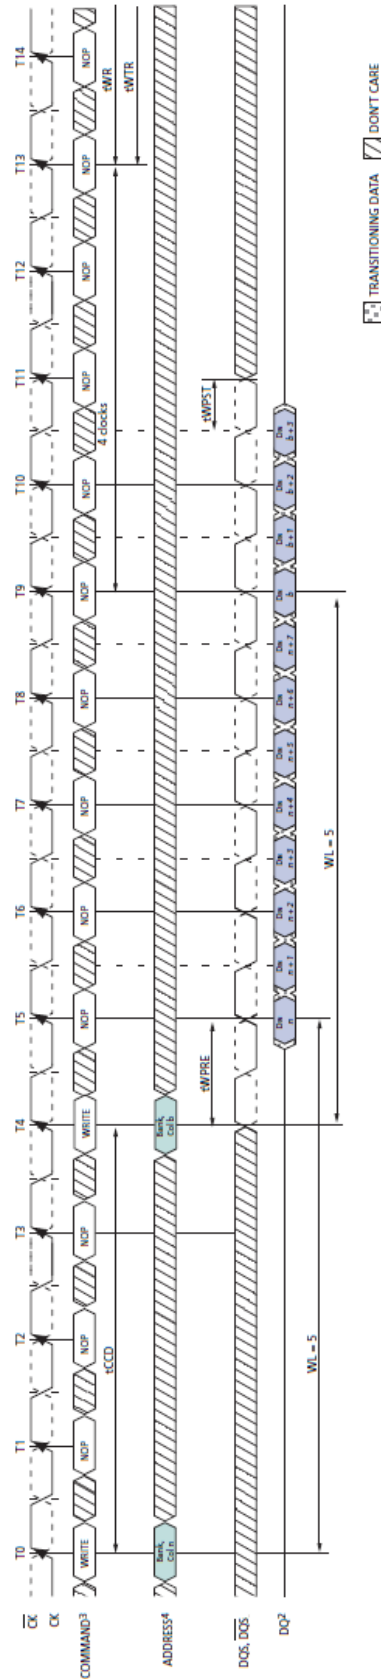 T0 T1 T2 T3 T4 T5 T6 T7 T8 T9 T10 T11 T12 T13 T14
CK
CK
COMMAND3
WRITE NOP NOP NOP WRITE NOP NOP NOP NOP NOP NOP NOP NOP NOP NOP
tCCD
4 clocks
tWR
tWTR
ADDRESS4
Bank, Col n
Bank, Col b
tWPRE
tWPST
DQS, DQS
DQ2
Din n
Din n+1
Din n+2
Din n+3
Din n+4
Din n+5
Din n+6
Din n+7
Din b
Din b+1
Din b+2
Din b+3
WL = 5
WL = 5
TRANSITIONING DATA
DON'T CARE